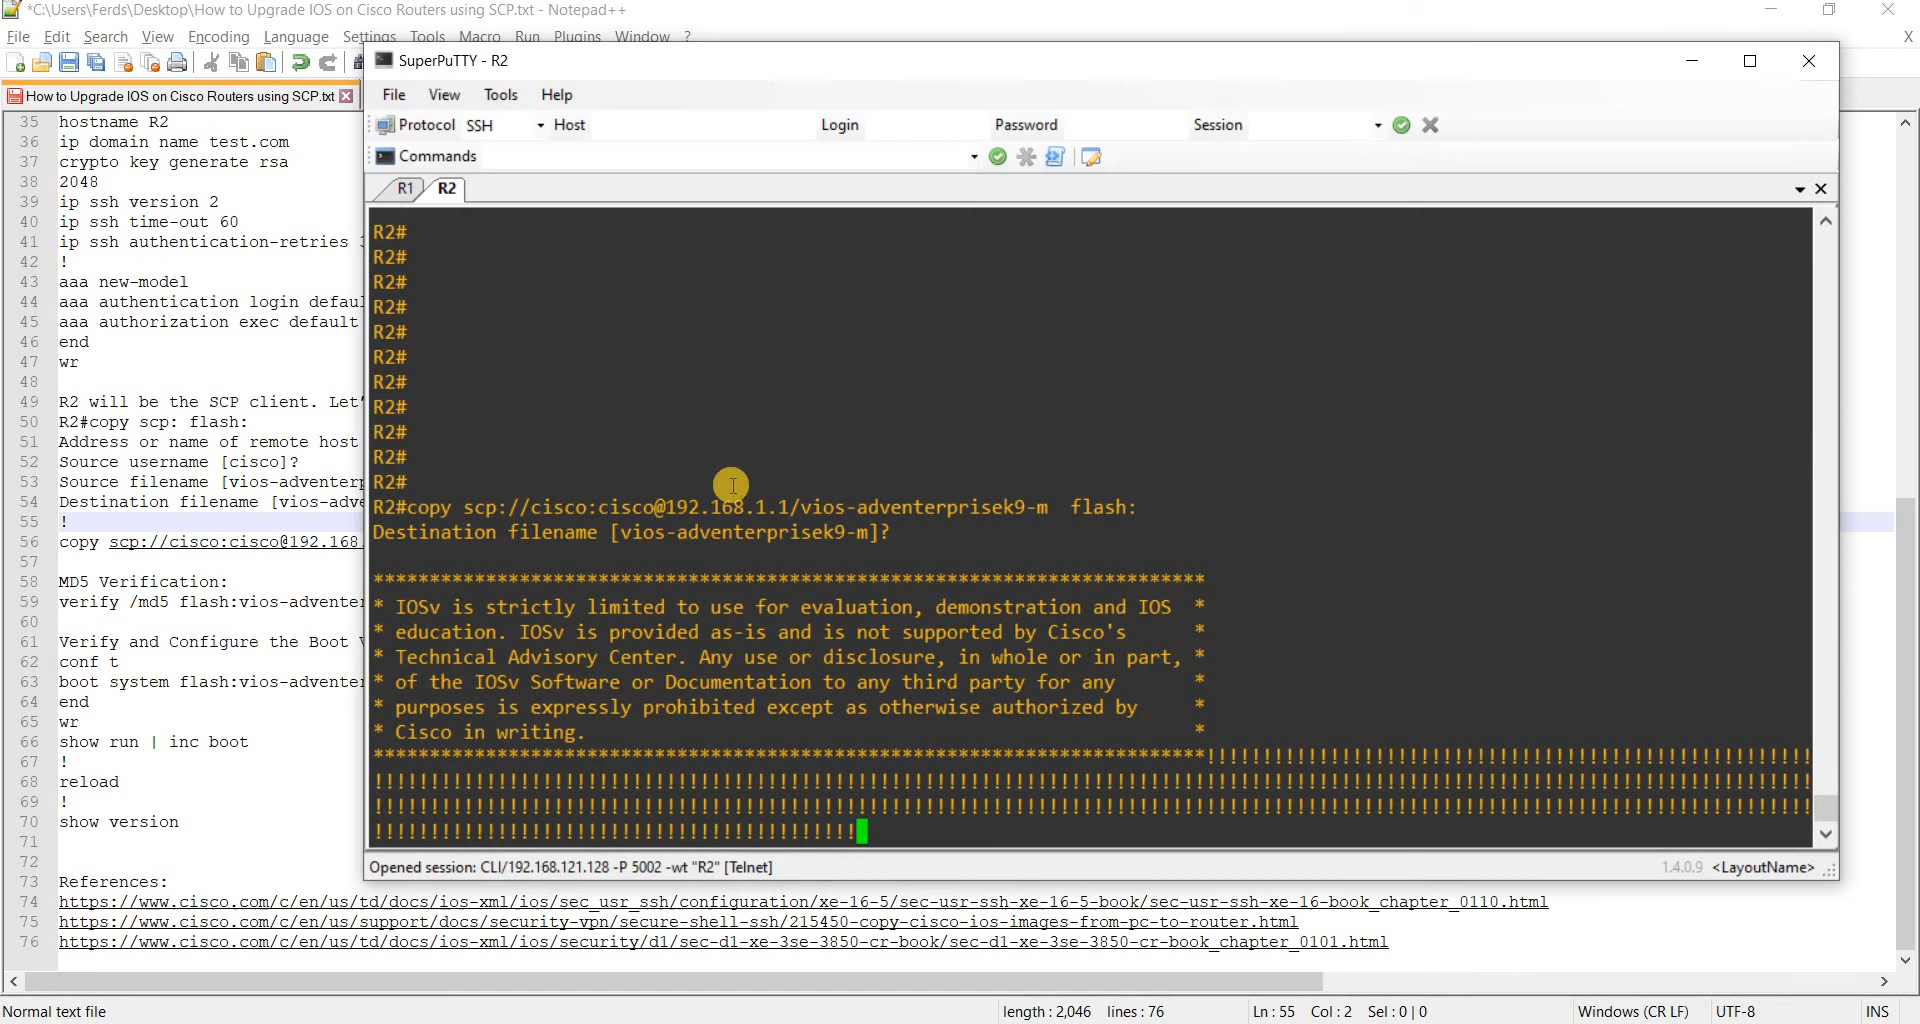 *C:\Users\Ferds\Desktop\How to Upgrade IOS on Cisco Routers using SCP.txt - Notepad++
File Edit Search View Encoding Language Settings Tools Macro Run Plugins Window ? X
How to Upgrade IOS on Cisco Routers using SCP.txt
35 hostname R2
36 ip domain name test.com
37 crypto key generate rsa
38 2048
39 ip ssh version 2
40 ip ssh time-out 60
41 ip ssh authentication-retries
42 !
43 aaa new-model
44 aaa authentication login
45 aaa authorization exec default
46 end
47 wr
48
49 R2 will be the SCP client.
50 R2#copy scp: flash:
51 Address or name of remote host
52 Source username [cisco]?
53 Source filename
54 Destination filename
55 !
56 copy scp://cisco:cisco@192.168.
57
58 MD5 Verification:
59 verify /md5
60
61 Verify and Configure the Boot
62 conf t
63 boot system
64 end
65 wr
66 show run | inc boot
67 !
68 reload
69 !
70 show version
71
72
73 References:
74 https://www.cisco.com/c/en/us/td/docs/ios-xml/ios/sec_usr_ssh/configuration/xe-16-5/sec-usr-ssh-xe-16-5-book/sec-usr-ssh-xe-16-book_chapter_0110.html
75 https://www.cisco.com/c/en/us/support/docs/security-vpn/secure-shell-ssh/215450-copy-cisco-ios-images-from-pc-to-router.html
76 https://www.cisco.com/c/en/us/td/docs/ios-xml/ios/security/d1/sec-d1-xe-3se-3850-cr-book/sec-d1-xe-3se-3850-cr-book_chapter_0101.html
SuperPuTTY - R2
File View Tools Help
Protocol SSH Host Login Password Session
Commands
R1 R2
R2#
R2#
R2#
R2#
R2#
R2#
R2#
R2#
R2#
R2#
R2#
R2#copy scp://cisco:cisco@192.168.1.1/vios-adventerprisek9-m  flash:
Destination filename [vios-adventerprisek9-m]?
**************************************************************************
* IOSv is strictly limited to use for evaluation, demonstration and IOS  *
* education. IOSv is provided as-is and is not supported by Cisco's      *
* Technical Advisory Center. Any use or disclosure, in whole or in part, *
* of the IOSv Software or Documentation to any third party for any       *
* purposes is expressly prohibited except as otherwise authorized by     *
* Cisco in writing.                                                      *
**************************************************************************!!!!!!!!!!!!!!!!!!!!!!!!!!!!!!!!!!!!!!!!!!!!!!!!!!!!!!
!!!!!!!!!!!!!!!!!!!!!!!!!!!!!!!!!!!!!!!!!!!!!!!!!!!!!!!!!!!!!!!!!!!!!!!!!!!!!!!!!!!!!!!!!!!!!!!!!!!!!!!!!!!!!!!!!!!!!!!!!!!!!!!!
!!!!!!!!!!!!!!!!!!!!!!!!!!!!!!!!!!!!!!!!!!!!!!!!!!!!!!!!!!!!!!!!!!!!!!!!!!!!!!!!!!!!!!!!!!!!!!!!!!!!!!!!!!!!!!!!!!!!!!!!!!!!!!!!
!!!!!!!!!!!!!!!!!!!!!!!!!!!!!!!!!!!!!!!!!!!
Opened session: CLI/192.168.121.128 -P 5002 -wt "R2" [Telnet] 1.4.0.9 <LayoutName>
Normal text file length : 2,046 lines : 76 Ln : 55 Col : 2 Sel : 0 | 0 Windows (CR LF) UTF-8 INS